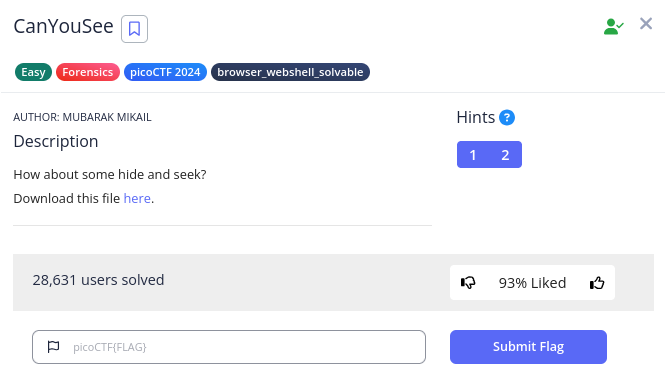 CanYouSee
Easy Forensics picoCTF 2024 browser_webshell_solvable
AUTHOR: MUBARAK MIKAIL
Description
How about some hide and seek?
Download this file here.
Hints ?
1 2
28,631 users solved
93% Liked
picoCTF{FLAG}
Submit Flag